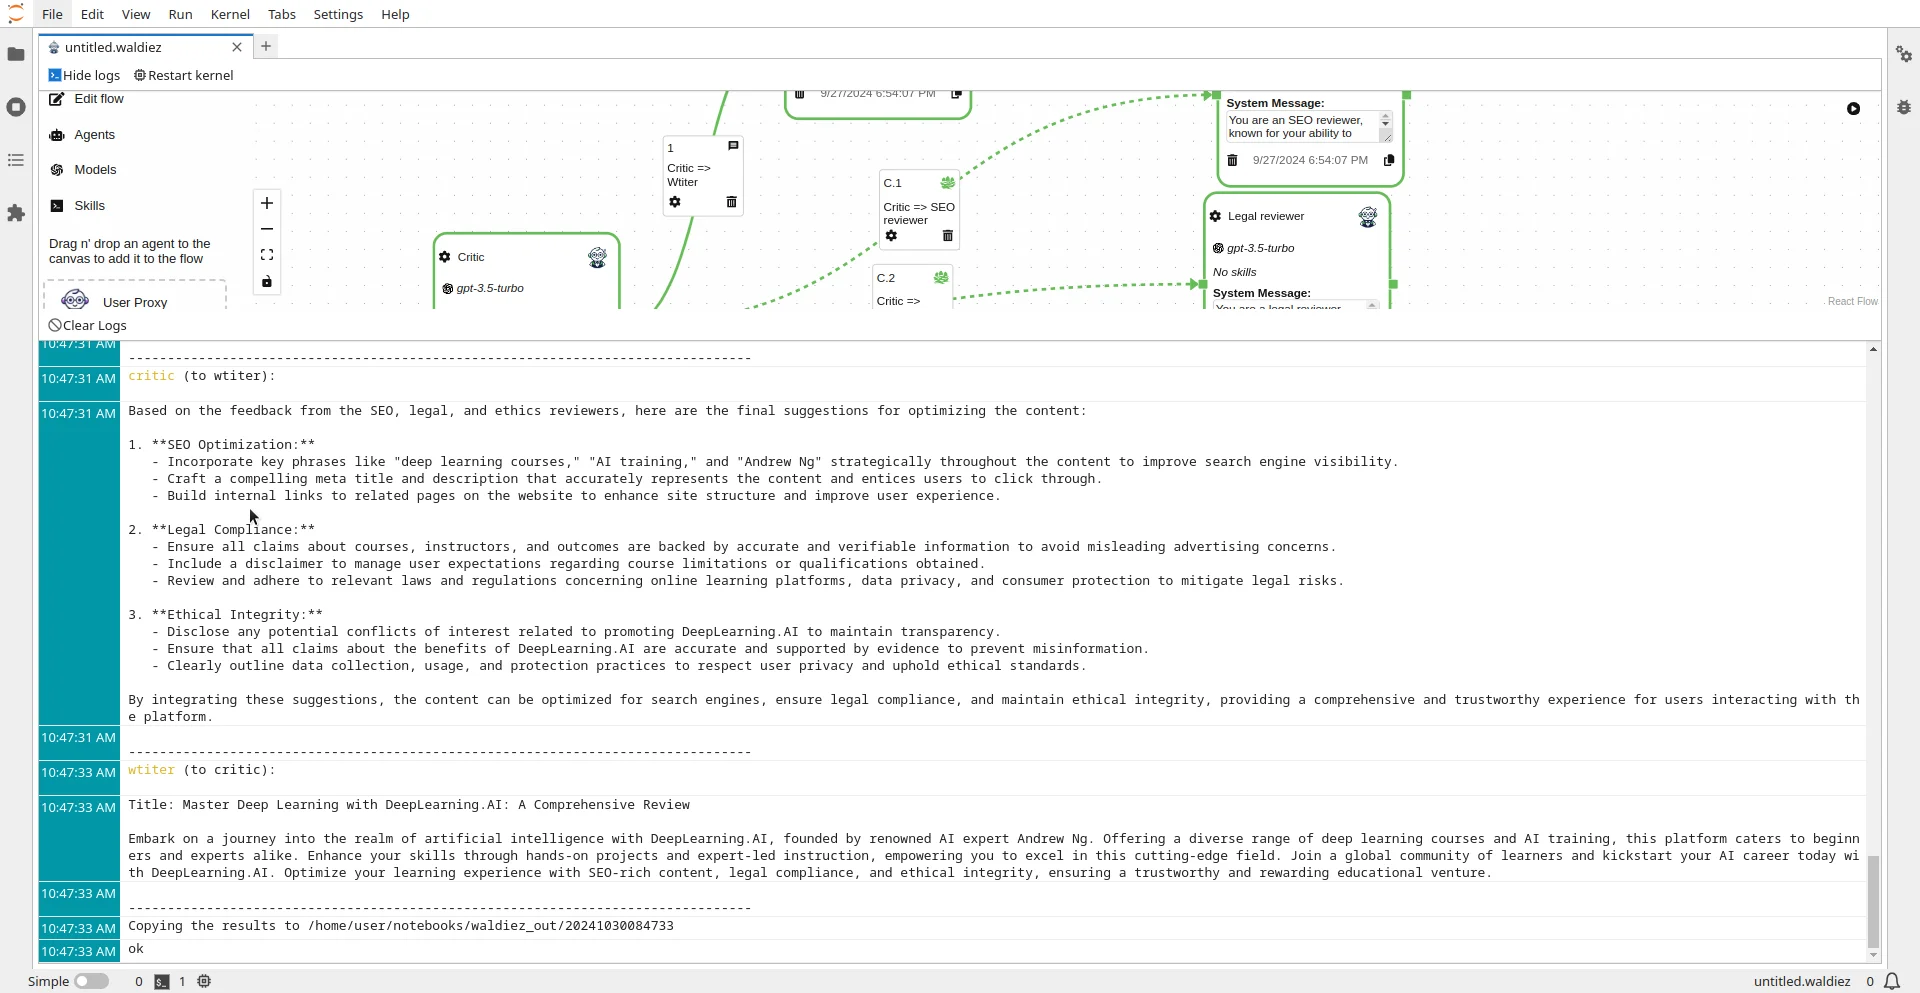 File Edit View Run Kernel Tabs Settings Help
untitled.waldiez
Hide logs Restart kernel
Edit flow
Agents
Models
Skills
Drag n' drop an agent to the
canvas to add it to the flow
User Proxy
9/27/2024 6:54:07 PM
1
Critic =>
Wtiter
Critic
gpt-3.5-turbo
C.1
Critic => SEO
reviewer
C.2
Critic =>
System Message:
You are an SEO reviewer,
known for your ability to
9/27/2024 6:54:07 PM
Legal reviewer
gpt-3.5-turbo
No skills
System Message:
You are a legal reviewer
React Flow
Clear Logs
10:47:31 AM
--------------------------------------------------------------------------------
10:47:31 AM critic (to wtiter):
10:47:31 AM Based on the feedback from the SEO, legal, and ethics reviewers, here are the final suggestions for optimizing the content:
1. **SEO Optimization:**
- Incorporate key phrases like "deep learning courses," "AI training," and "Andrew Ng" strategically throughout the content to improve search engine visibility.
- Craft a compelling meta title and description that accurately represents the content and entices users to click through.
- Build internal links to related pages on the website to enhance site structure and improve user experience.
2. **Legal Compliance:**
- Ensure all claims about courses, instructors, and outcomes are backed by accurate and verifiable information to avoid misleading advertising concerns.
- Include a disclaimer to manage user expectations regarding course limitations or qualifications obtained.
- Review and adhere to relevant laws and regulations concerning online learning platforms, data privacy, and consumer protection to mitigate legal risks.
3. **Ethical Integrity:**
- Disclose any potential conflicts of interest related to promoting DeepLearning.AI to maintain transparency.
- Ensure that all claims about the benefits of DeepLearning.AI are accurate and supported by evidence to prevent misinformation.
- Clearly outline data collection, usage, and protection practices to respect user privacy and uphold ethical standards.
By integrating these suggestions, the content can be optimized for search engines, ensure legal compliance, and maintain ethical integrity, providing a comprehensive and trustworthy experience for users interacting with th
e platform.
10:47:31 AM
--------------------------------------------------------------------------------
10:47:33 AM wtiter (to critic):
10:47:33 AM Title: Master Deep Learning with DeepLearning.AI: A Comprehensive Review
Embark on a journey into the realm of artificial intelligence with DeepLearning.AI, founded by renowned AI expert Andrew Ng. Offering a diverse range of deep learning courses and AI training, this platform caters to beginn
ers and experts alike. Enhance your skills through hands-on projects and expert-led instruction, empowering you to excel in this cutting-edge field. Join a global community of learners and kickstart your AI career today wi
th DeepLearning.AI. Optimize your learning experience with SEO-rich content, legal compliance, and ethical integrity, ensuring a trustworthy and rewarding educational venture.
10:47:33 AM
--------------------------------------------------------------------------------
10:47:33 AM Copying the results to /home/user/notebooks/waldiez_out/20241030084733
10:47:33 AM ok
Simple 0 1 untitled.waldiez 0